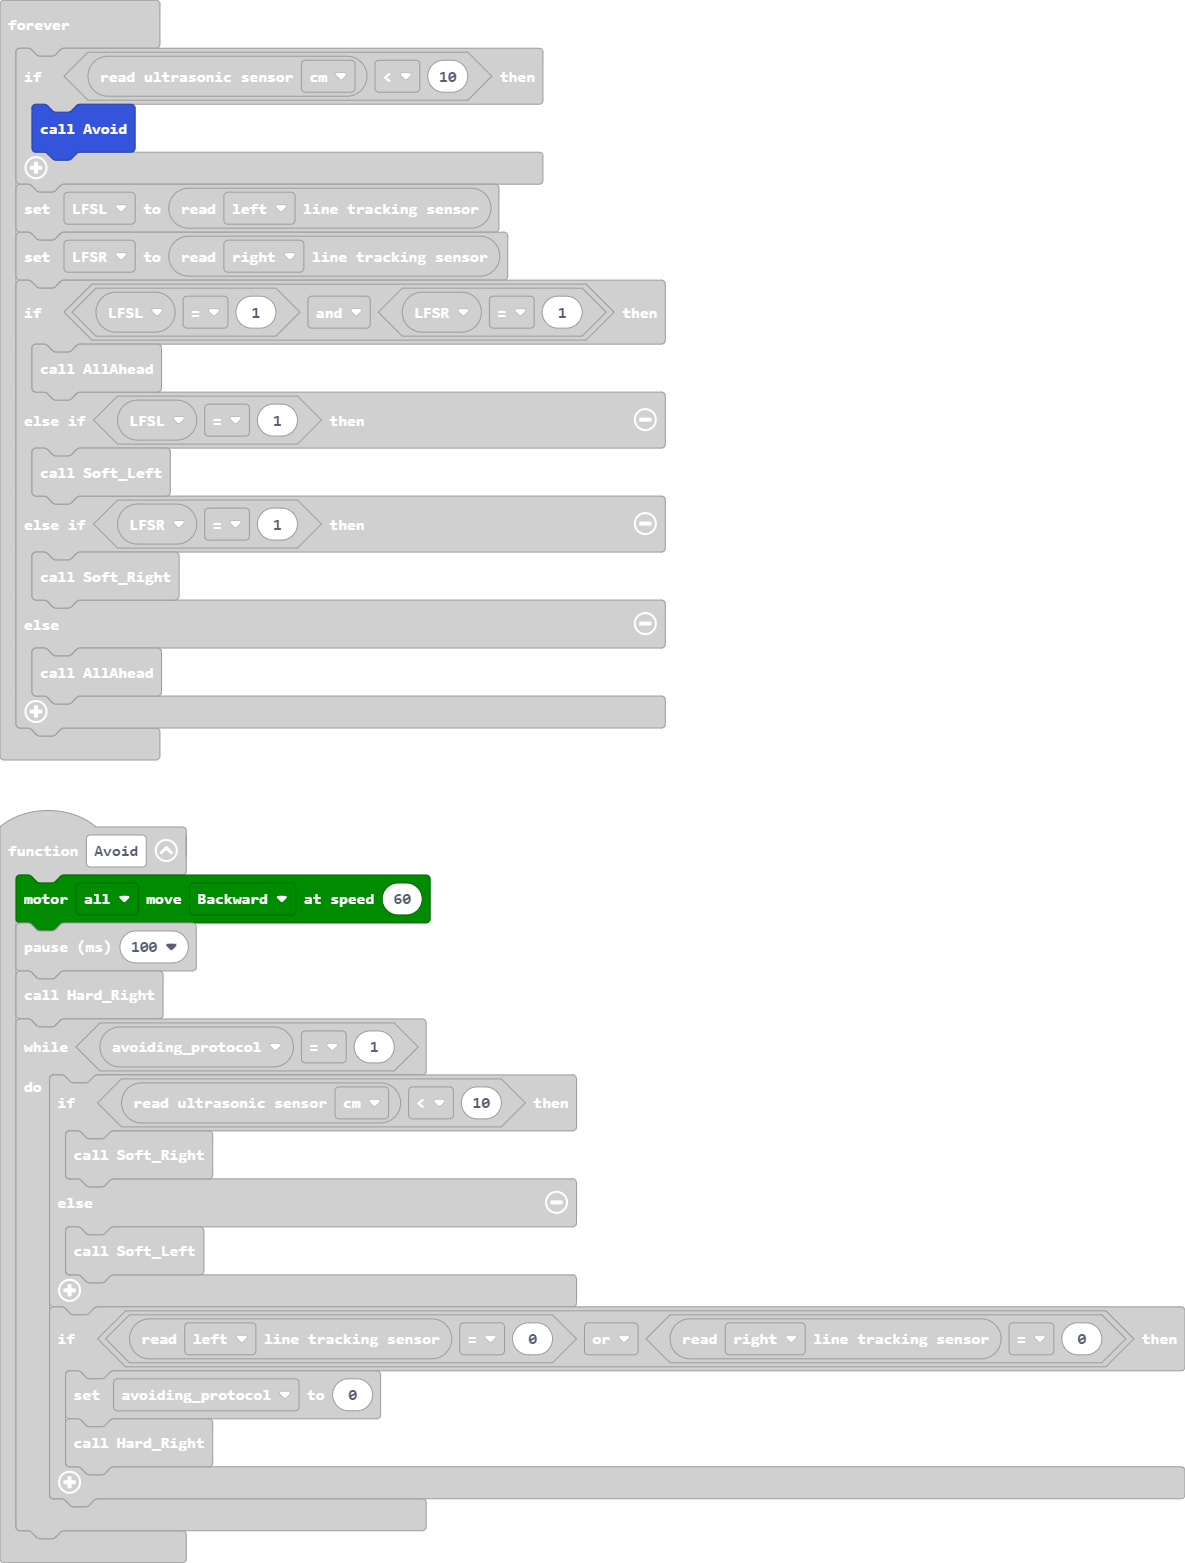 forever
if read ultrasonic sensor cm < 10 then
call Avoid
set LFSL to read left line tracking sensor
set LFSR to read right line tracking sensor
if LFSL = 1 and LFSR = 1 then
call AllAhead
else if LFSL = 1 then
call Soft_Left
else if LFSR = 1 then
call Soft_Right
else
call AllAhead
function Avoid
motor all move Backward at speed 60
pause (ms) 100
call Hard_Right
while avoiding_protocol = 1
do
if read ultrasonic sensor cm < 10 then
call Soft_Right
else
call Soft_Left
if read left line tracking sensor = 0 or read right line tracking sensor = 0 then
set avoiding_protocol to 0
call Hard_Right